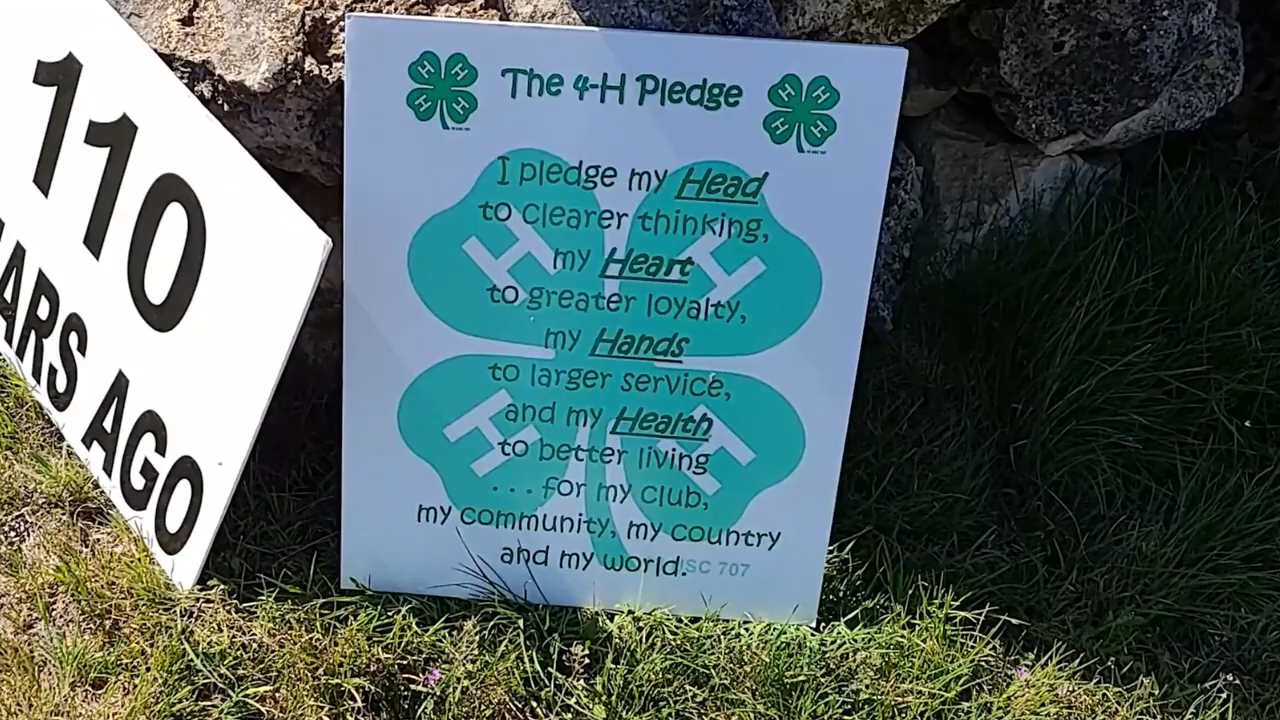 110
ARS AGO
The 4-H Pledge
I pledge my Head
to clearer thinking,
my Heart
to greater loyalty,
my Hands
to larger service,
and my Health
to better living
...for my club,
my community, my country
and my world.
SC 707
H H
H H
H H
H H
H H
H H